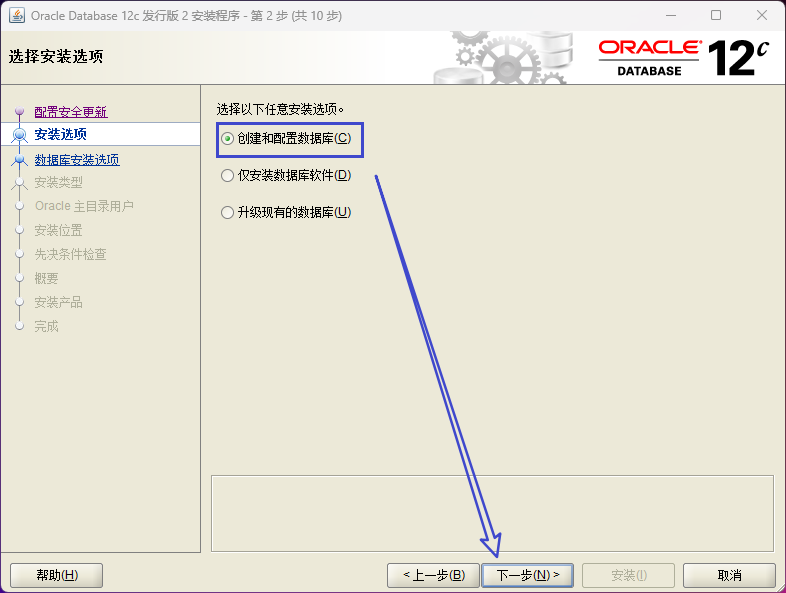 Oracle Database 12c 发行版 2 安装程序 - 第 2 步 (共 10 步)
选择安装选项
ORACLE®
DATABASE
12c
配置安全更新
安装选项
数据库安装选项
安装类型
Oracle 主目录用户
安装位置
先决条件检查
概要
安装产品
完成
选择以下任意安装选项。
创建和配置数据库(C)
仅安装数据库软件(D)
升级现有的数据库(U)
帮助(H)
< 上一步(B)
下一步(N) >
安装(I)
取消